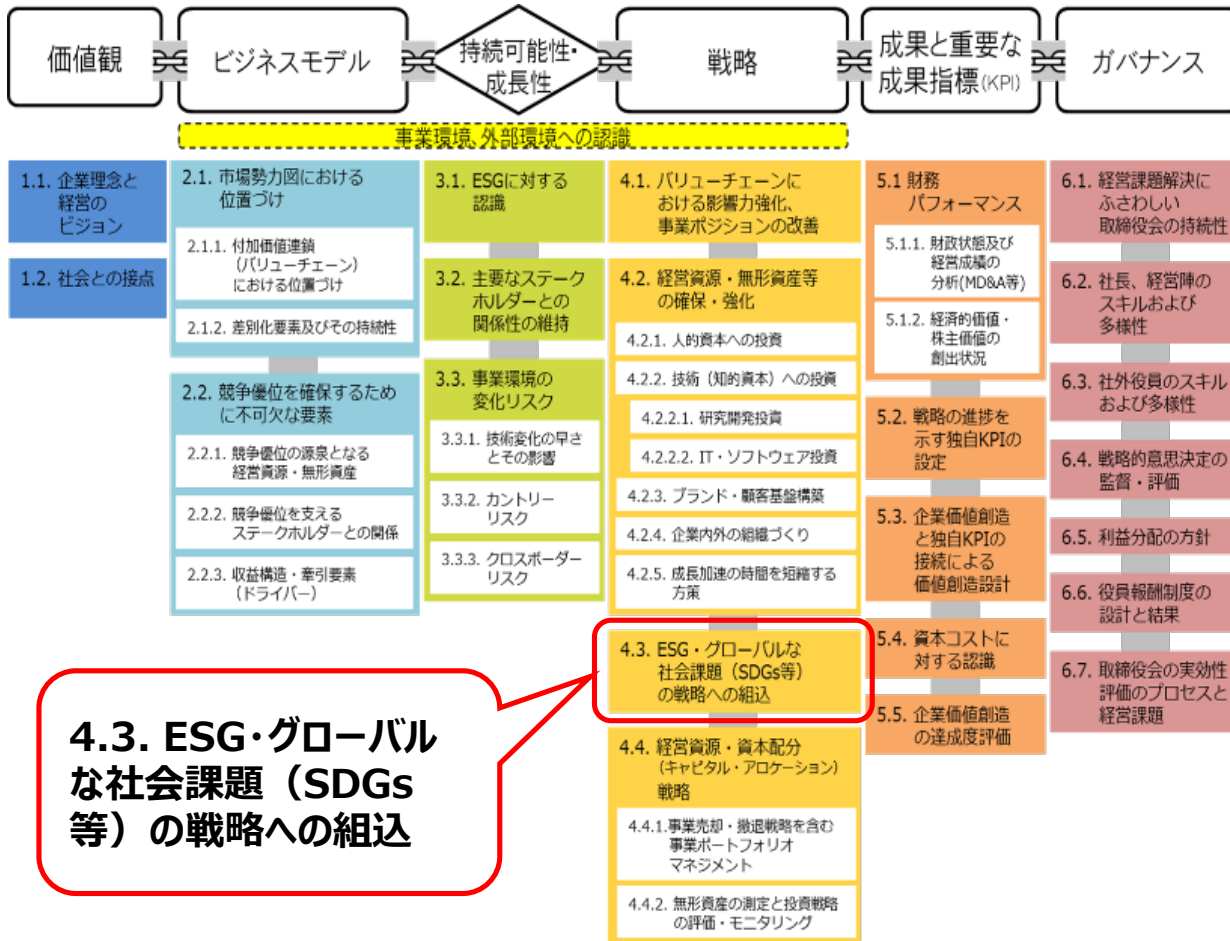 価値観
ビジネスモデル
持続可能性・
成長性
戦略
成果と重要な
成果指標(KPI)
ガバナンス
事業環境、外部環境への認識
1.1. 企業理念と
経営の
ビジョン
1.2. 社会との接点
2.1. 市場勢力図における
位置づけ
2.1.1. 付加価値連鎖
(バリューチェーン)
における位置づけ
2.1.2. 差別化要素及びその持続性
2.2. 競争優位を確保するため
に不可欠な要素
2.2.1. 競争優位の源泉となる
経営資源・無形資産
2.2.2. 競争優位を支える
ステークホルダーとの関係
2.2.3. 収益構造・牽引要素
(ドライバー)
3.1. ESGに対する
認識
3.2. 主要なステーク
ホルダーとの
関係性の維持
3.3. 事業環境の
変化リスク
3.3.1. 技術変化の早さ
とその影響
3.3.2. カントリー
リスク
3.3.3. クロスボーダー
リスク
4.1. バリューチェーンに
おける影響力強化、
事業ポジションの改善
4.2. 経営資源・無形資産等
の確保・強化
4.2.1. 人的資本への投資
4.2.2. 技術（知的資本）への投資
4.2.2.1. 研究開発投資
4.2.2.2. IT・ソフトウェア投資
4.2.3. ブランド・顧客基盤構築
4.2.4. 企業内外の組織づくり
4.2.5. 成長加速の時間を短縮する
方策
4.3. ESG・グローバルな
社会課題（SDGs等）
の戦略への組込
4.4. 経営資源・資本配分
(キャピタル・アロケーション)
戦略
4.4.1.事業売却・撤退戦略を含む
事業ポートフォリオ
マネジメント
4.4.2. 無形資産の測定と投資戦略
の評価・モニタリング
5.1 財務
パフォーマンス
5.1.1. 財政状態及び
経営成績の
分析(MD&A等)
5.1.2. 経済的価値・
株主価値の
創出状況
5.2. 戦略の進捗を
示す独自KPIの
設定
5.3. 企業価値創造
と独自KPIの
接続による
価値創造設計
5.4. 資本コストに
対する認識
5.5. 企業価値創造
の達成度評価
6.1. 経営課題解決に
ふさわしい
取締役会の持続性
6.2. 社長、経営陣の
スキルおよび
多様性
6.3. 社外役員のスキル
および多様性
6.4. 戦略的意思決定の
監督・評価
6.5. 利益分配の方針
6.6. 役員報酬制度の
設計と結果
6.7. 取締役会の実効性
評価のプロセスと
経営課題
4.3. ESG・グローバル
な社会課題（SDGs
等）の戦略への組込